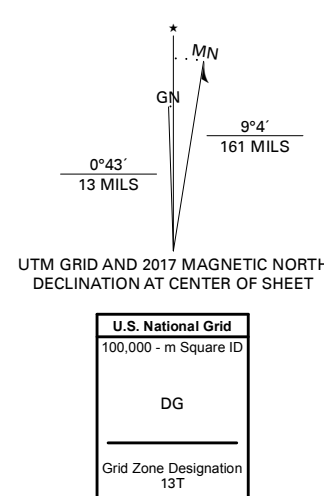 ★
MN
GN
9°4´
161 MILS
0°43´
13 MILS
UTM GRID AND 2017 MAGNETIC NORTH
DECLINATION AT CENTER OF SHEET
U.S. National Grid
100,000 - m Square ID
DG
Grid Zone Designation
13T